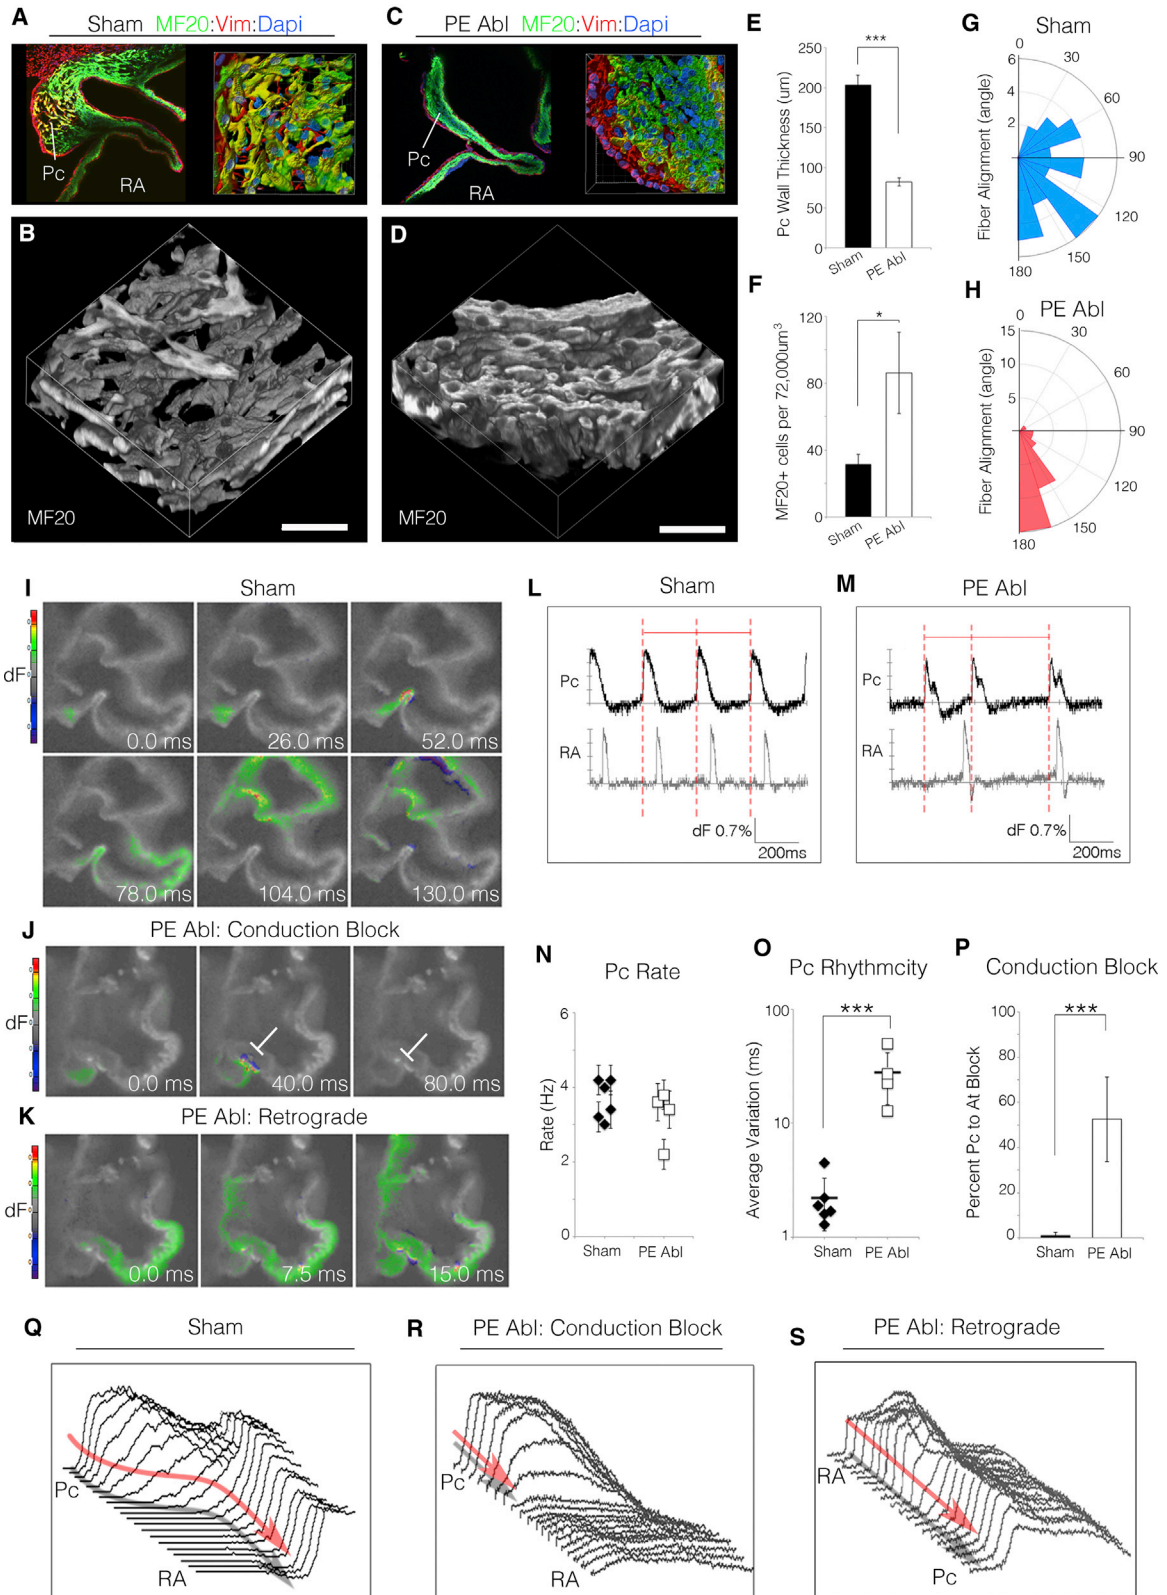 A Sham MF20:Vim:Dapi
Pc
RA
B
MF20
C PE Abl MF20:Vim:Dapi
Pc
RA
D
MF20
E
Pc Wall Thickness (um)
250
200
150
100
50
0
***
Sham
PE Abl
F
MF20+ cells per 72,000um³
120
80
40
0
*
Sham
PE Abl
G Sham
Fiber Alignment (angle)
6
4
2
0
30
60
90
120
150
180
H PE Abl
Fiber Alignment (angle)
15
10
5
0
30
60
90
120
150
180
I Sham
dF
0.0 ms
26.0 ms
52.0 ms
78.0 ms
104.0 ms
130.0 ms
J PE Abl: Conduction Block
dF
0.0 ms
40.0 ms
80.0 ms
K PE Abl: Retrograde
dF
0.0 ms
7.5 ms
15.0 ms
L Sham
Pc
RA
dF 0.7%
200ms
M PE Abl
Pc
RA
dF 0.7%
200ms
N Pc Rate
Rate (Hz)
6
4
2
0
Sham
PE Abl
O Pc Rhythmcity
Average Variation (ms)
100
10
1
***
Sham
PE Abl
P Conduction Block
Percent Pc to At Block
100
80
60
40
20
0
***
Sham
PE Abl
Q Sham
Pc
RA
R PE Abl: Conduction Block
Pc
RA
S PE Abl: Retrograde
RA
Pc